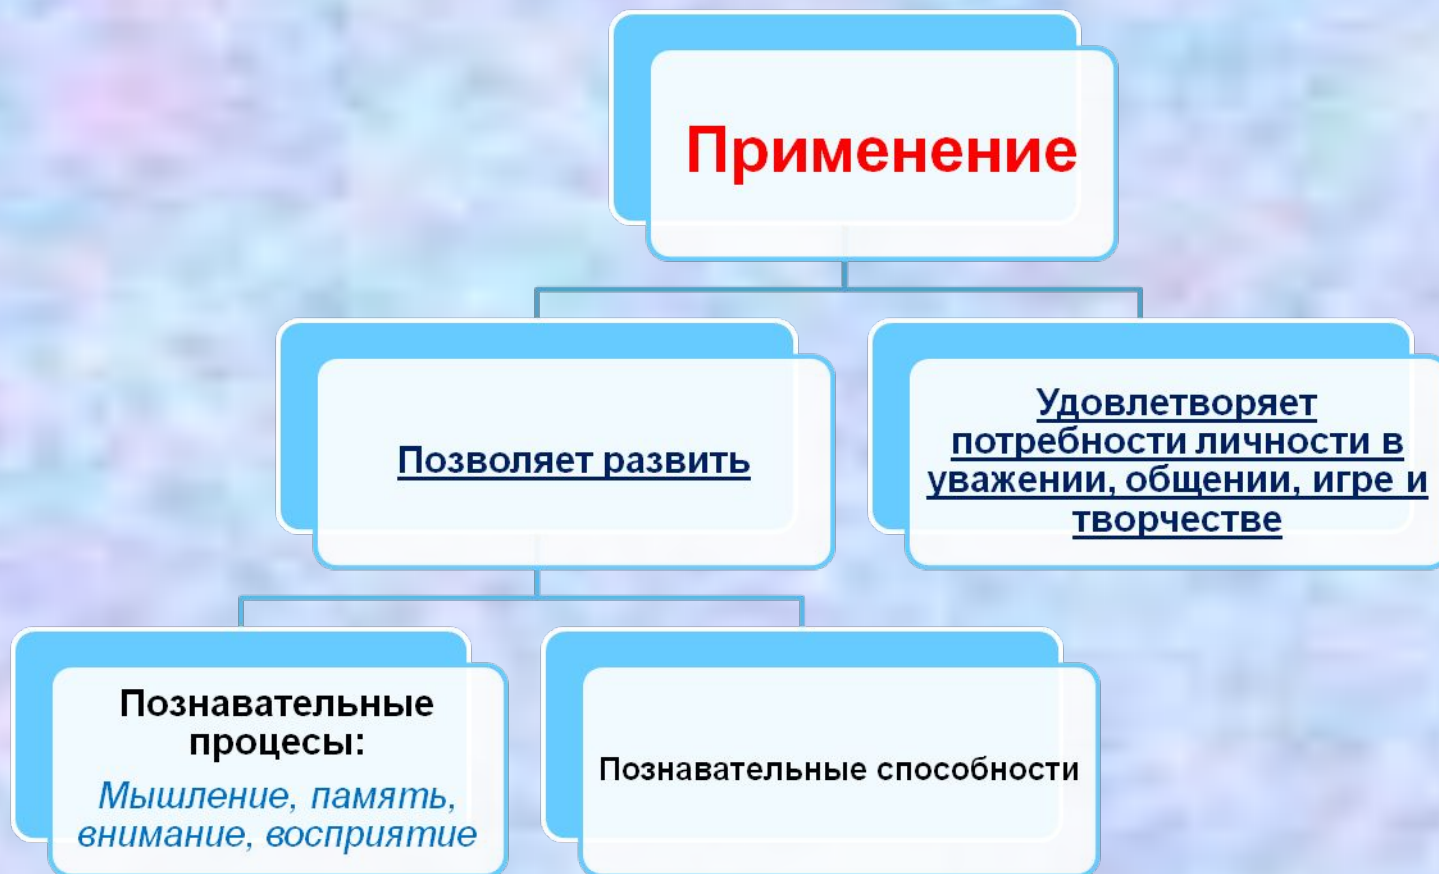 Применение
Позволяет развить
Удовлетворяет
потребности личности в
уважении, общении, игре и
творчестве
Познавательные
процесы:
Мышление, память,
внимание, восприятие
Познавательные способности